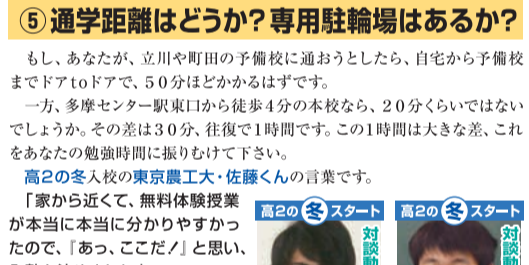 ⑤ 通学距離はどうか？専用駐輪場はあるか？
もし、あなたが、立川や町田の予備校に通おうとしたら、自宅から予備校
までドアtoドアで、５０分ほどかかるはずです。
一方、多摩センター駅東口から徒歩４分の本校なら、２０分くらいではない
でしょうか。その差は３０分、往復で１時間です。この１時間は大きな差、これ
をあなたの勉強時間に振りむけて下さい。
高2の冬入校の東京農工大・佐藤くんの言葉です。
「家から近くて、無料体験授業
が本当に本当に分かりやすかっ
たので、『あっ、ここだ！』と思い、
高2の冬スタート
対談動
高2の冬スタート
対談動